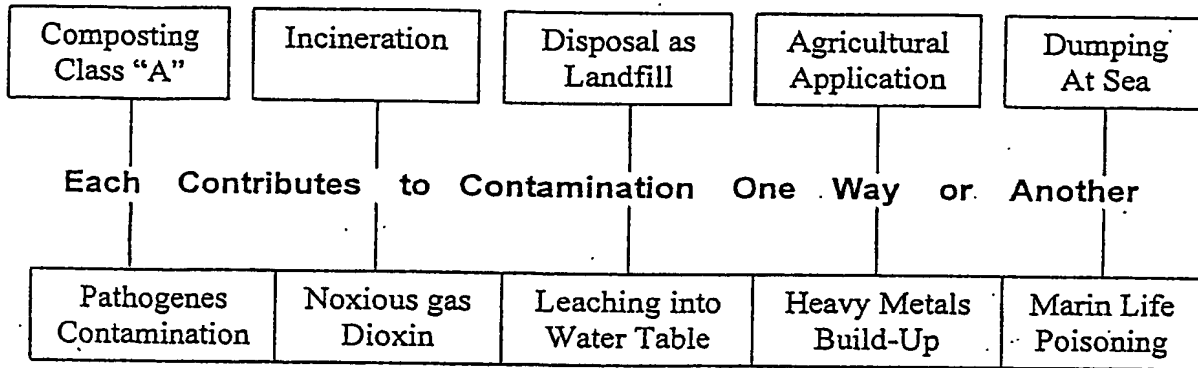 Composting
Class “A”
Incineration
Disposal as
Landfill
Agricultural
Application
Dumping
At Sea
Each Contributes to Contamination One Way or Another
Pathogenes
Contamination
Noxious gas
Dioxin
Leaching into
Water Table
Heavy Metals
Build-Up
Marin Life
Poisoning